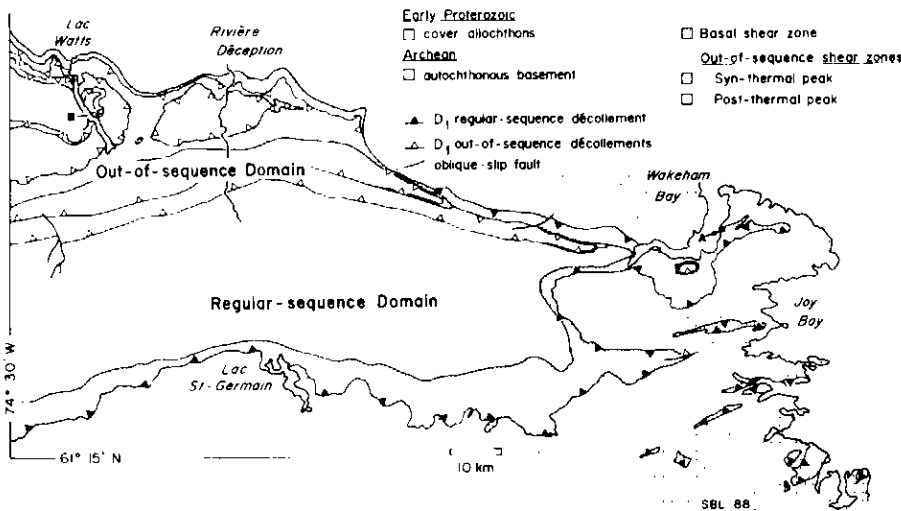 Lac
Watts
Rivière
Déception
Early Proterozoic
cover allochthons
Archean
autochthonous basement
D1 regular-sequence décollement
D1 out-of-sequence décollements
oblique-slip fault
Basal shear zone
Out-of-sequence shear zones
Syn-thermal peak
Post-thermal peak
Out-of-sequence Domain
Wakeham
Bay
Regular-sequence Domain
Joy
Bay
Lac
St-Germain
74° 30' W
61° 15' N
10 km
SBL 88